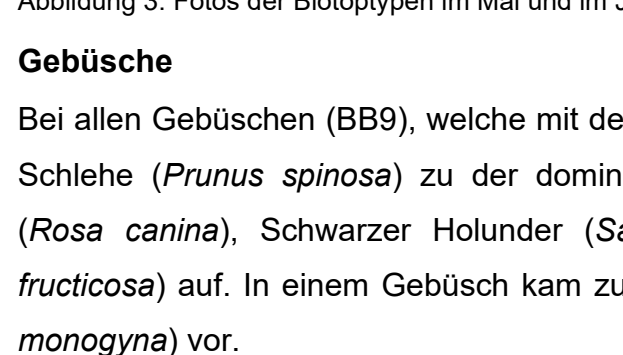 Abbildung 3: Fotos der Biotoptypen im Mai und im J
Gebüsche
Bei allen Gebüschen (BB9), welche mit de
Schlehe (Prunus spinosa) zu der domin
(Rosa canina), Schwarzer Holunder (Sa
fructicosa) auf. In einem Gebüsch kam zu
monogyna) vor.